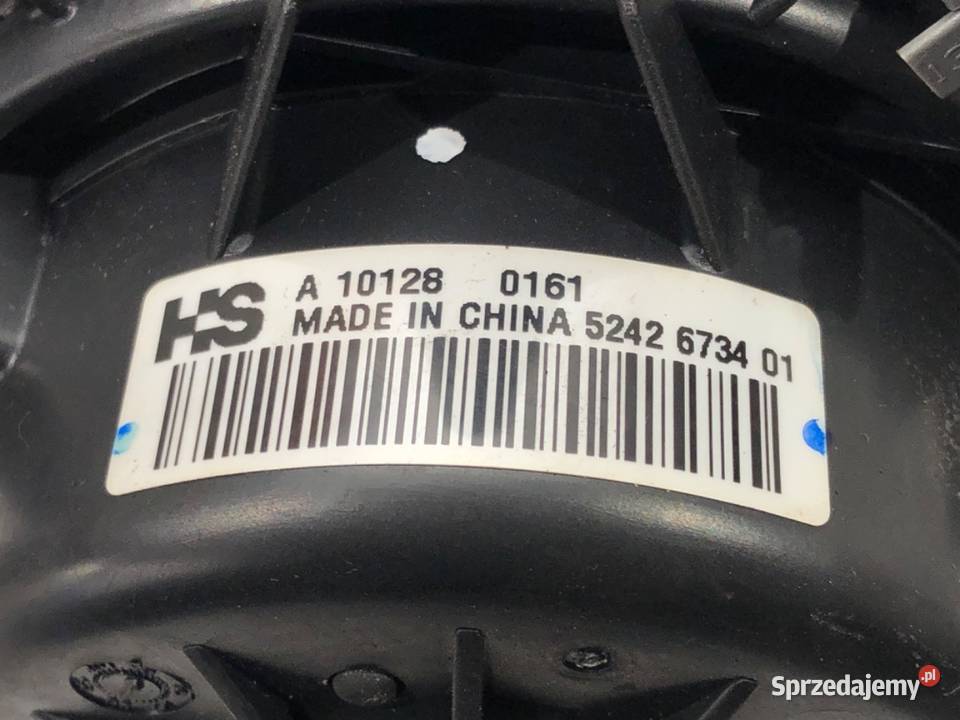 HS A 10128 0161
MADE IN CHINA 5242 6734 01
Sprzedajemy.pl